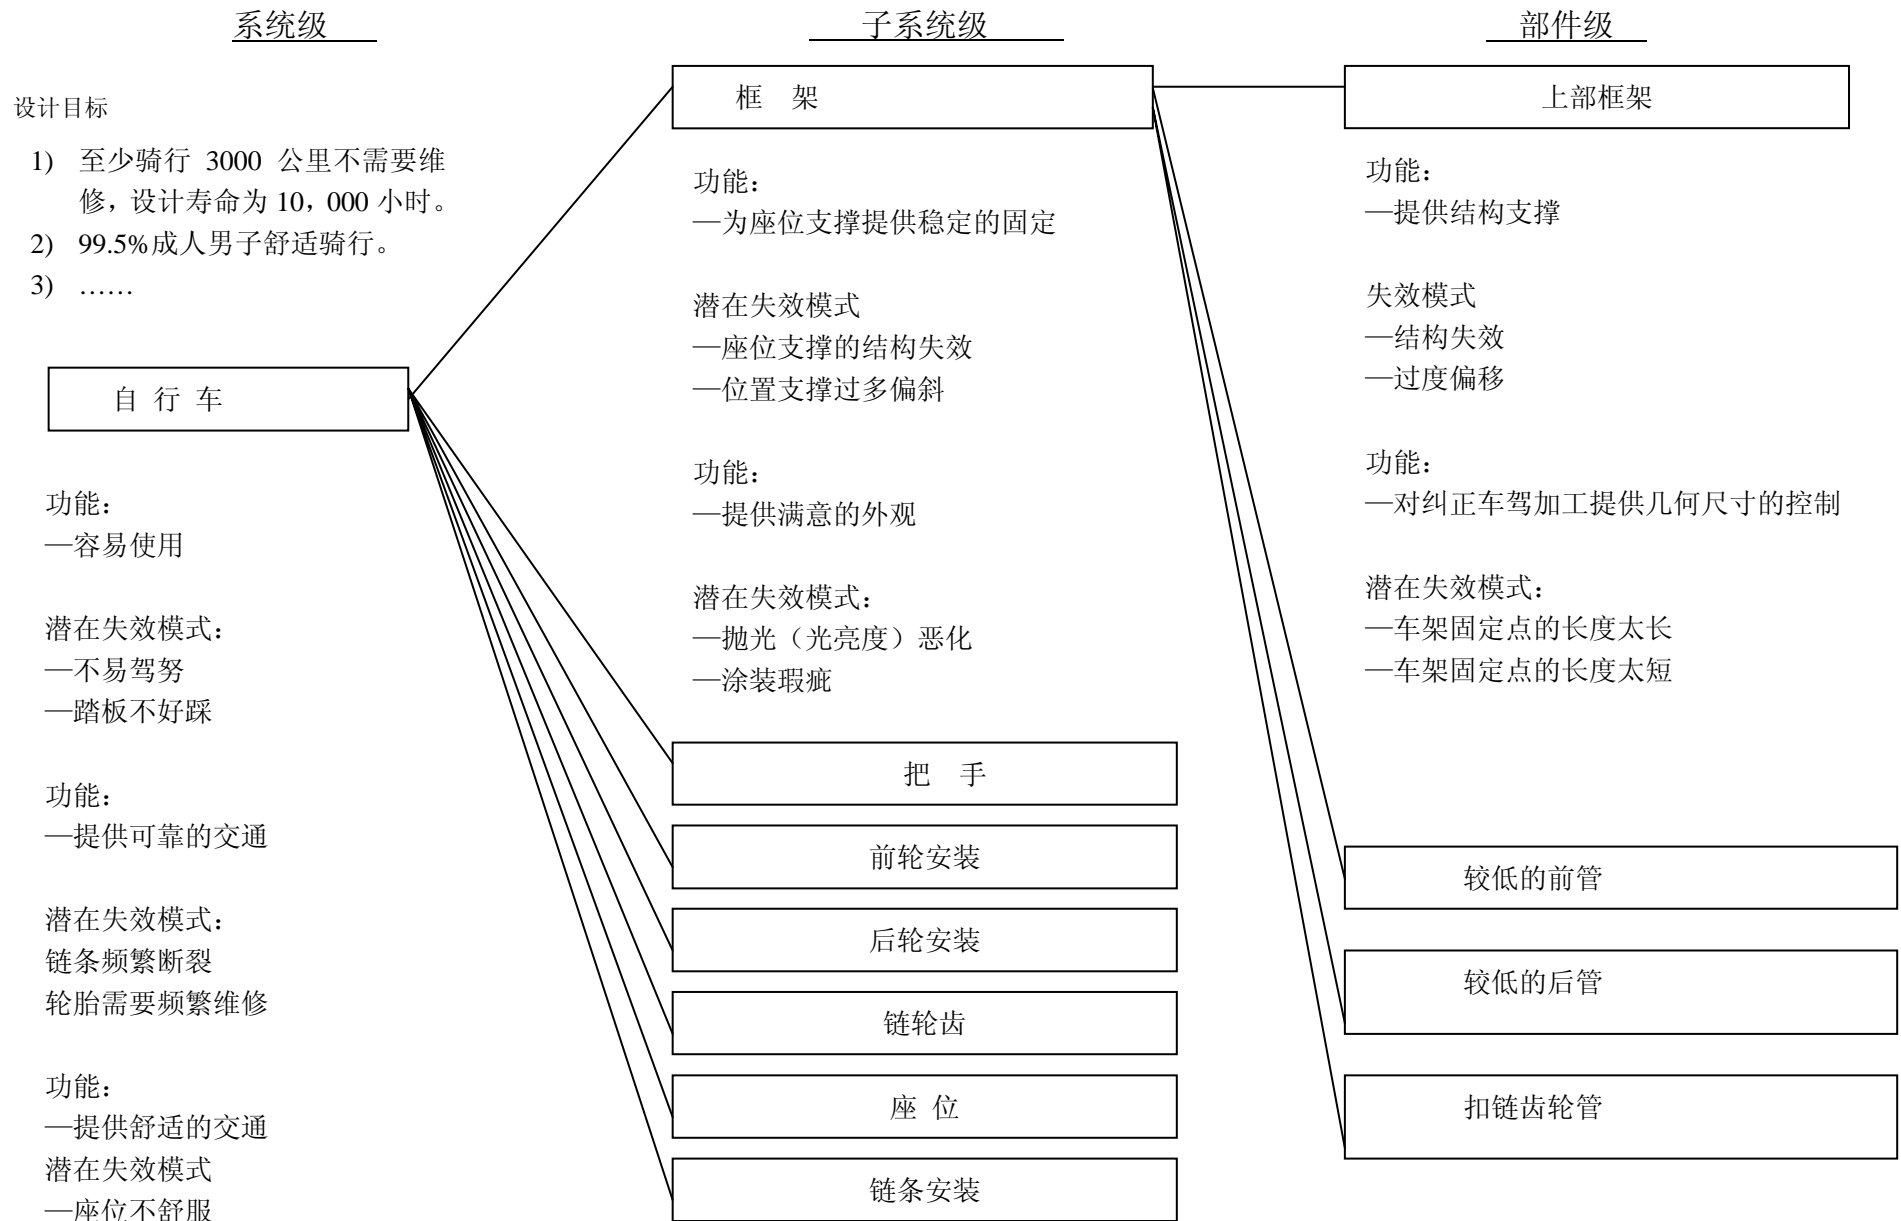 系统级
子系统级
部件级
设计目标
1) 至少骑行 3000 公里不需要维
修，设计寿命为 10，000 小时。
2) 99.5%成人男子舒适骑行。
3) ……
自 行 车
功能：
—容易使用
潜在失效模式：
—不易驾努
—踏板不好踩
功能：
—提供可靠的交通
潜在失效模式：
链条频繁断裂
轮胎需要频繁维修
功能：
—提供舒适的交通
潜在失效模式
—座位不舒服
框 架
功能：
—为座位支撑提供稳定的固定
潜在失效模式
—座位支撑的结构失效
—位置支撑过多偏斜
功能：
—提供满意的外观
潜在失效模式：
—抛光（光亮度）恶化
—涂装瑕疵
把 手
前轮安装
后轮安装
链轮齿
座 位
链条安装
上部框架
功能：
—提供结构支撑
失效模式
—结构失效
—过度偏移
功能：
—对纠正车驾加工提供几何尺寸的控制
潜在失效模式：
—车架固定点的长度太长
—车架固定点的长度太短
较低的前管
较低的后管
扣链齿轮管